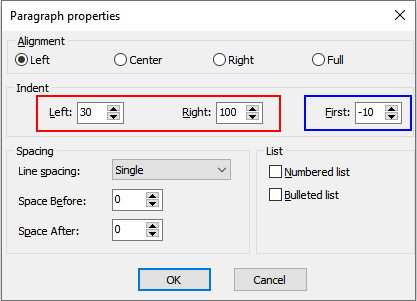 Paragraph properties
Alignment
Left Center Right Full
Indent
Left: 30 Right: 100 First: -10
Spacing List
Line spacing: Single Numbered list
Space Before: 0 Bulleted list
Space After: 0
OK Cancel